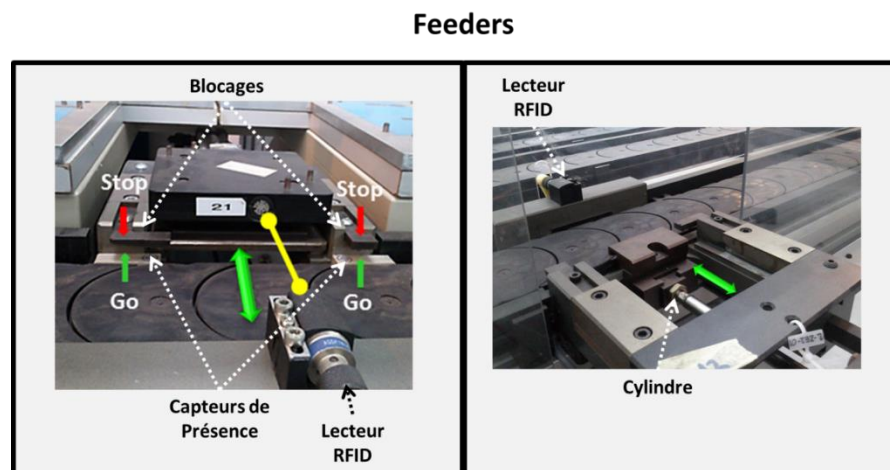 Feeders
Blocages
Stop
Stop
21
Go
Go
Capteurs de
Présence
Lecteur
RFID
Lecteur
RFID
Cylindre